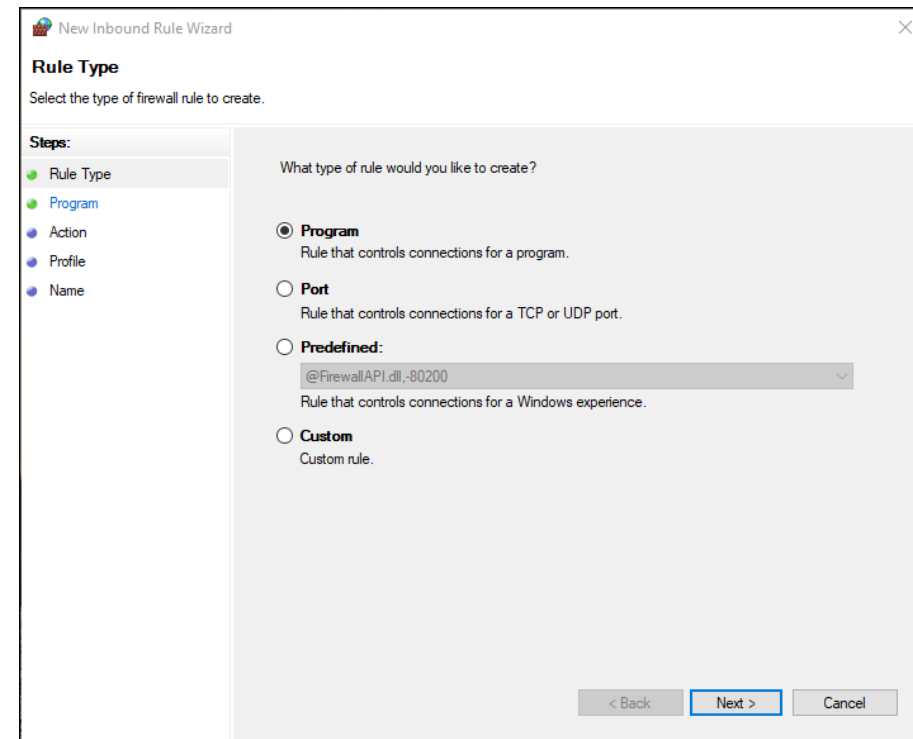 New Inbound Rule Wizard
Rule Type
Select the type of firewall rule to create.
Steps:
Rule Type
Program
Action
Profile
Name
What type of rule would you like to create?
Program
Rule that controls connections for a program.
Port
Rule that controls connections for a TCP or UDP port.
Predefined:
@FirewallAPI.dll,-80200
Rule that controls connections for a Windows experience.
Custom
Custom rule.
< Back Next > Cancel